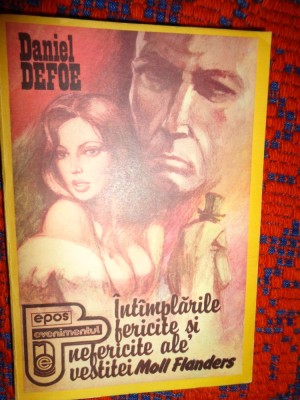 Daniel
DEFOE
epos
evenimentul
e
Întîmplările
fericite și
nefericite ale
vestitei Moll Flanders